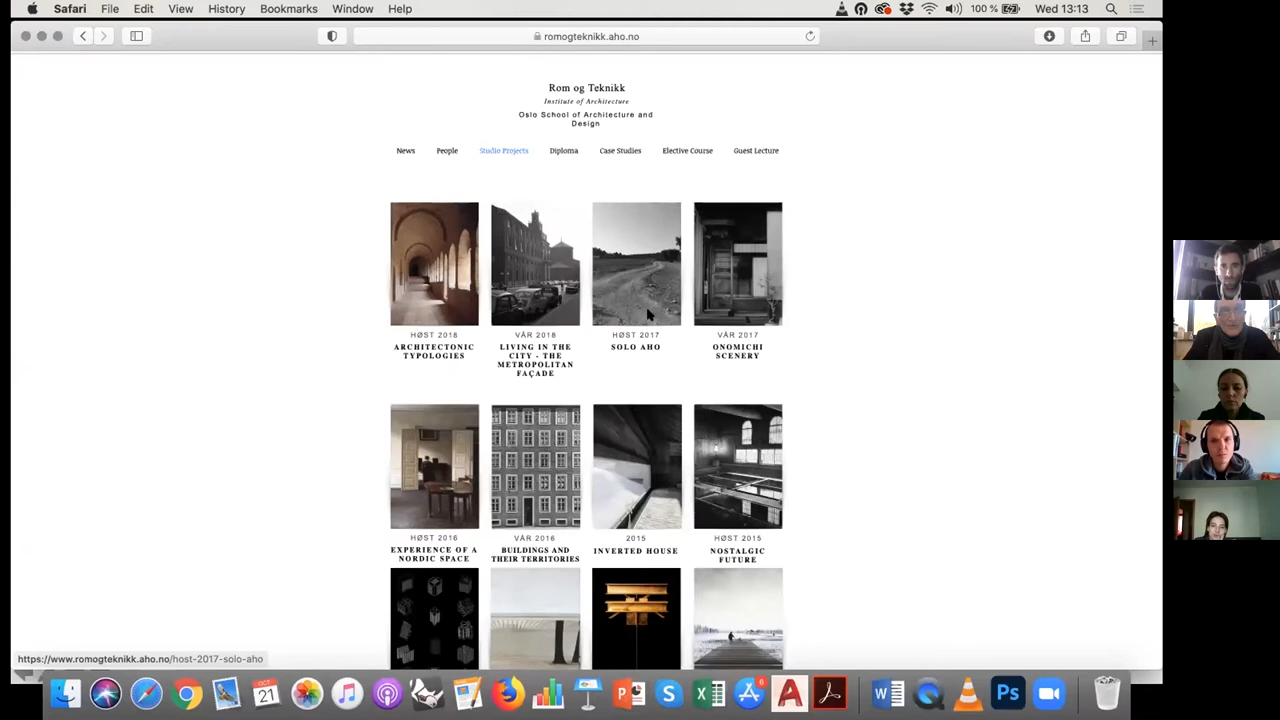 Safari File Edit View History Bookmarks Window Help 100 % Wed 13:13
romogteknikk.aho.no
Rom og Teknikk
Institute of Architecture
Oslo School of Architecture and
Design
News People Studio Projects Diploma Case Studies Elective Course Guest Lecture
HØST 2018 VÅR 2018 HØST 2017 VÅR 2017
ARCHITECTONIC LIVING IN THE SOLO AHO ONOMICHI
TYPOLOGIES CITY - THE SCENERY
METROPOLITAN
FAÇADE
HØST 2016 VÅR 2016 2015 HØST 2015
EXPERIENCE OF A BUILDINGS AND INVERTED HOUSE NOSTALGIC
NORDIC SPACE THEIR TERRITORIES FUTURE
https://www.romogteknikk.aho.no/host-2017-solo-aho
OCT
21
6
Ps